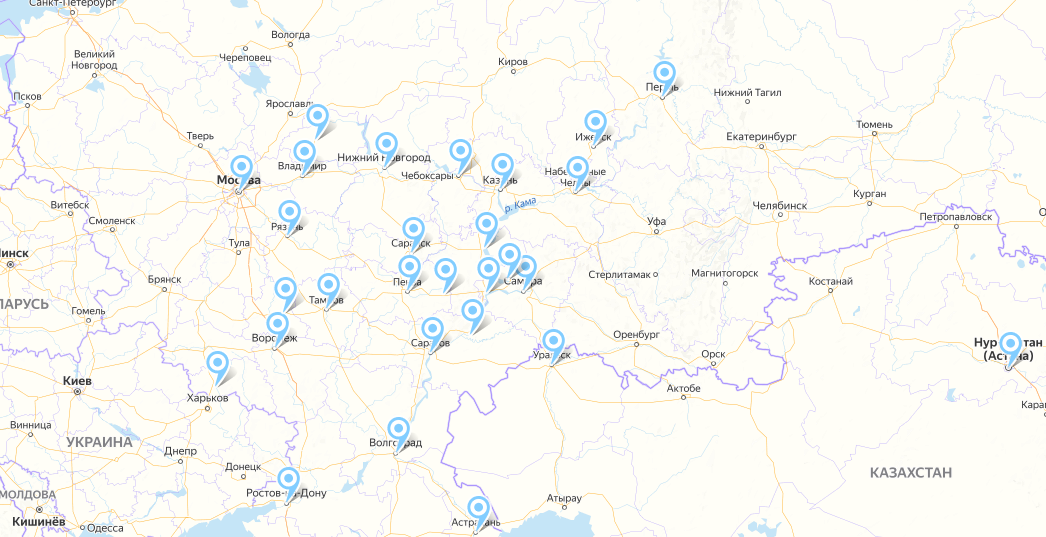 Санкт-Петербург
Вологда
Великий
Новгород
Череповец
Киров
Псков
Ярославль
Пермь
Нижний Тагил
Тверь
Ижевск
Тюмень
Екатеринбург
Владимир
Нижний Новгород
Чебоксары
Казань
Набережные
Челны
Москва
Витебск
Смоленск
Рязань
р. Кама
Уфа
Челябинск
Курган
Петропавловск
Тула
Саранск
Минск
Брянск
Пенза
Самара
Стерлитамак
Магнитогорск
Костанай
БЕЛАРУСЬ
Гомель
Тамбов
Воронеж
Саратов
Уральск
Оренбург
Орск
Нур-Султан
(Астана)
Киев
Харьков
Актобе
Винница
УКРАИНА
Волгоград
Днепр
Донецк
Ростов-на-Дону
КАЗАХСТАН
МОЛДОВА
Кишинёв
Одесса
Астрахань
Атырау